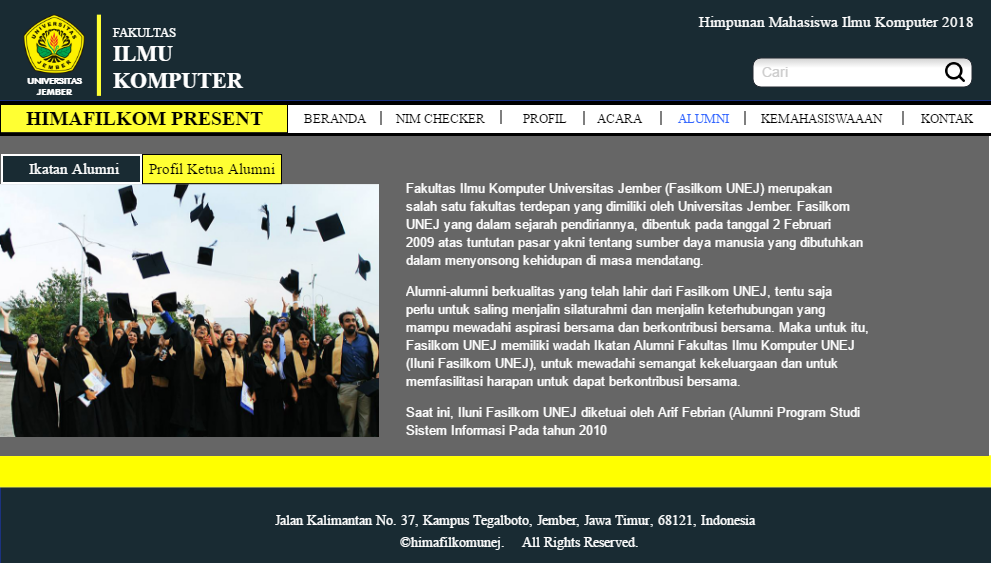 UNIVERSITAS
JEMBER
FAKULTAS
ILMU
KOMPUTER
Himpunan Mahasiswa Ilmu Komputer 2018
Cari
HIMAFILKOM PRESENT
BERANDA | NIM CHECKER | PROFIL | ACARA | ALUMNI | KEMAHASISWAAAN | KONTAK
Ikatan Alumni
Profil Ketua Alumni
Fakultas Ilmu Komputer Universitas Jember (Fasilkom UNEJ) merupakan
salah satu fakultas terdepan yang dimiliki oleh Universitas Jember. Fasilkom
UNEJ yang dalam sejarah pendiriannya, dibentuk pada tanggal 2 Februari
2009 atas tuntutan pasar yakni tentang sumber daya manusia yang dibutuhkan
dalam menyonsong kehidupan di masa mendatang.
Alumni-alumni berkualitas yang telah lahir dari Fasilkom UNEJ, tentu saja
perlu untuk saling menjalin silaturahmi dan menjalin keterhubungan yang
mampu mewadahi aspirasi bersama dan berkontribusi bersama. Maka untuk itu,
Fasilkom UNEJ memiliki wadah Ikatan Alumni Fakultas Ilmu Komputer UNEJ
(Iluni Fasilkom UNEJ), untuk mewadahi semangat kekeluargaan dan untuk
memfasilitasi harapan untuk dapat berkontribusi bersama.
Saat ini, Iluni Fasilkom UNEJ diketuai oleh Arif Febrian (Alumni Program Studi
Sistem Informasi Pada tahun 2010
Jalan Kalimantan No. 37, Kampus Tegalboto, Jember, Jawa Timur, 68121, Indonesia
©himafilkomunej. All Rights Reserved.